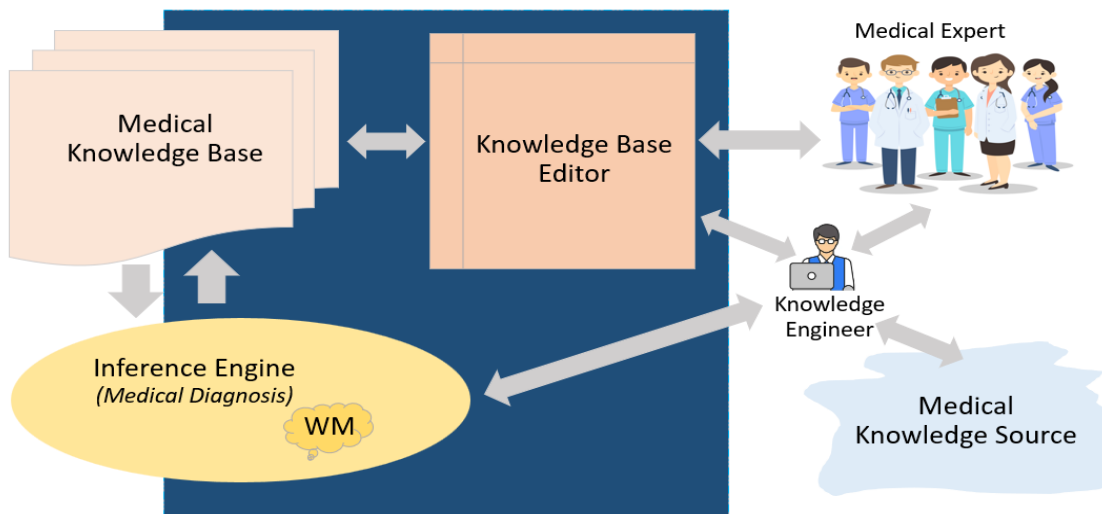 Medical Expert
Medical
Knowledge Base
Knowledge Base
Editor
Knowledge
Engineer
Inference Engine
(Medical Diagnosis)
WM
Medical
Knowledge Source